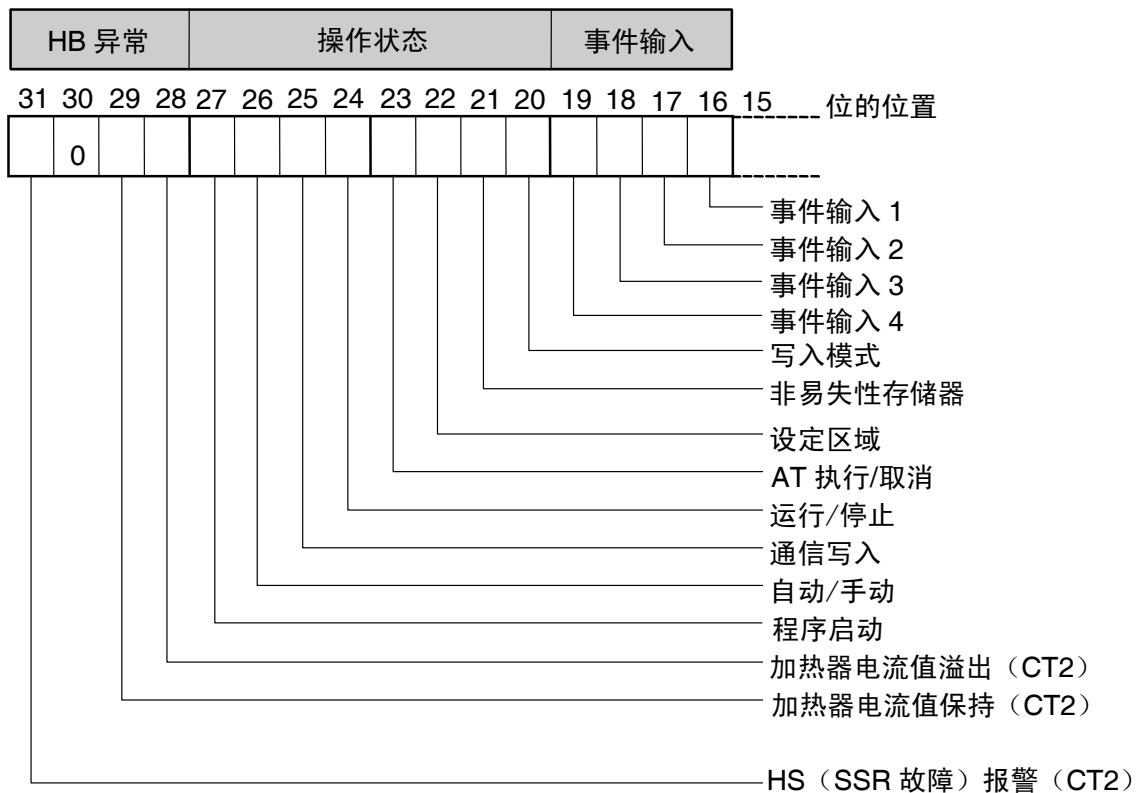 HB 异常 操作状态 事件输入
31 30 29 28 27 26 25 24 23 22 21 20 19 18 17 16 15 位的位置
0
事件输入 1
事件输入 2
事件输入 3
事件输入 4
写入模式
非易失性存储器
设定区域
AT 执行/取消
运行/停止
通信写入
自动/手动
程序启动
加热器电流值溢出（CT2）
加热器电流值保持（CT2）
HS（SSR 故障）报警（CT2）